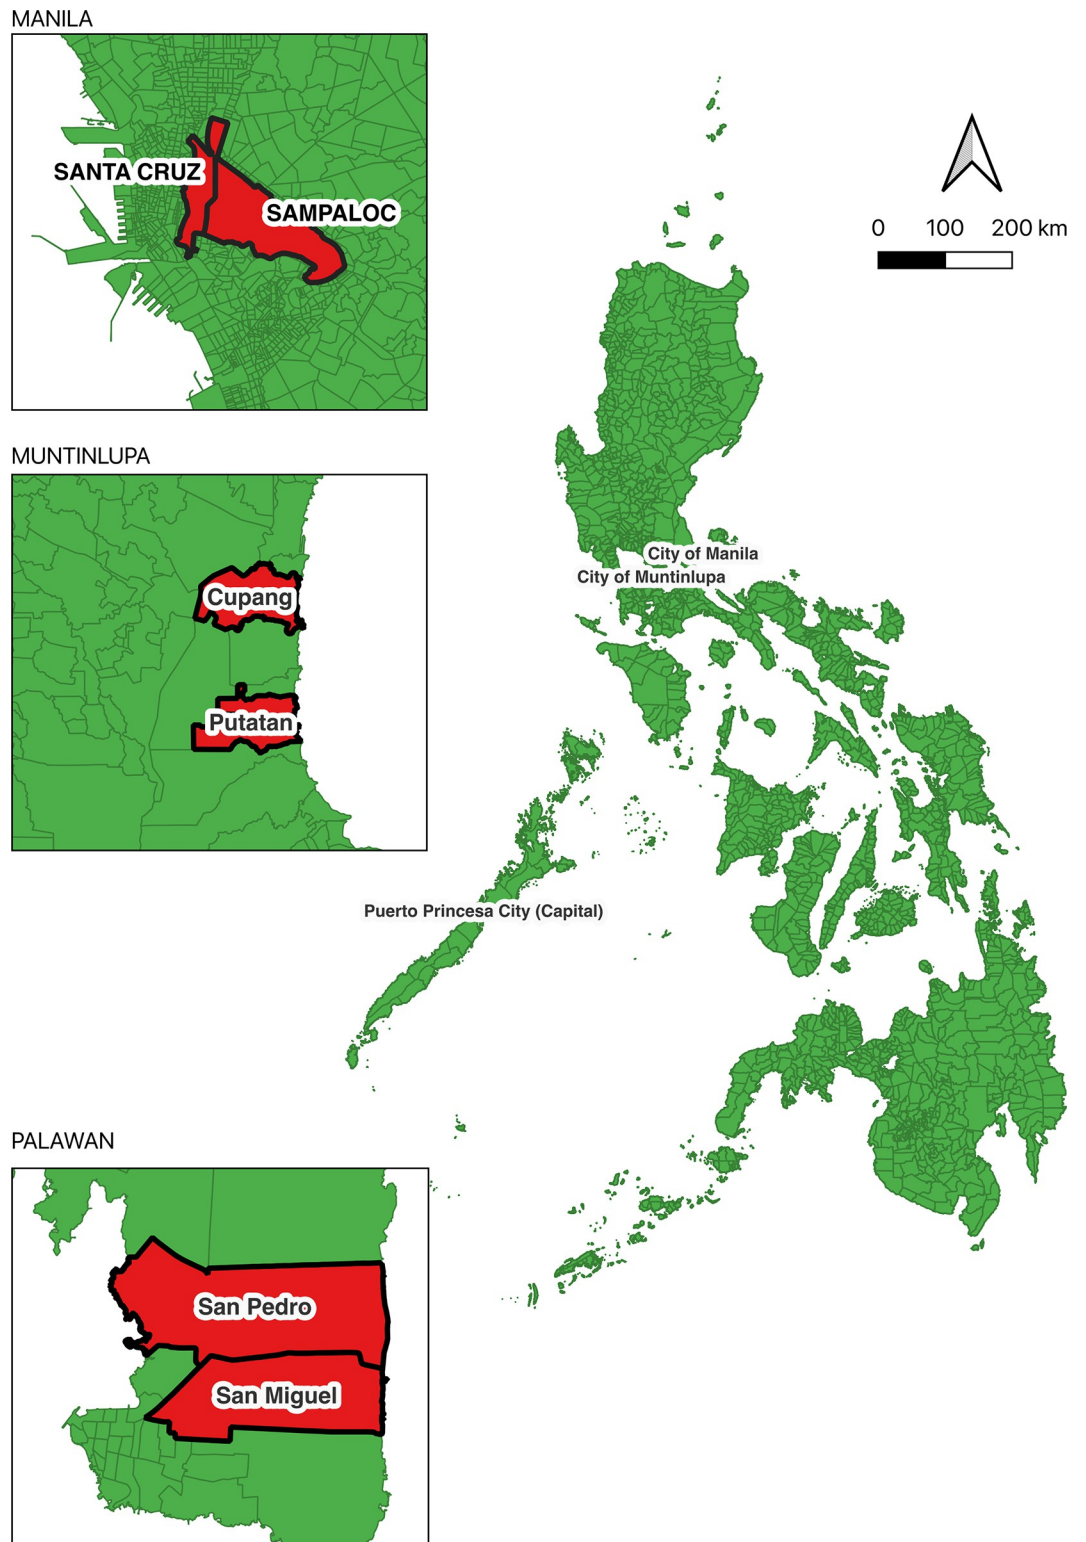 MANILA
SANTA CRUZ
SAMPALOC
0 100 200 km
MUNTINLUPA
Cupang
Putatan
City of Manila
City of Muntinlupa
Puerto Princesa City (Capital)
PALAWAN
San Pedro
San Miguel